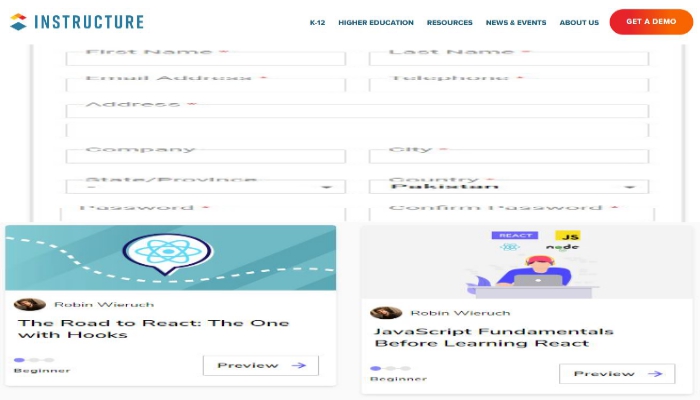 INSTRUCTURE
K-12 HIGHER EDUCATION RESOURCES NEWS & EVENTS ABOUT US GET A DEMO
First Name * Last Name *
Email Address * Telephone *
Address *
Company City *
State/Province Country *
- Pakistan
Password * Confirm Password *
REACT JS
node
Robin Wieruch
The Road to React: The One
with Hooks
Beginner
Preview →
Robin Wieruch
JavaScript Fundamentals
Before Learning React
Beginner
Preview →